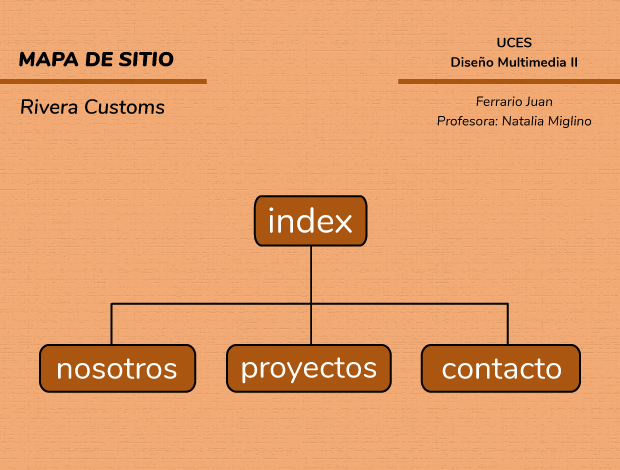 MAPA DE SITIO
Rivera Customs
UCES
Diseño Multimedia II
Ferrario Juan
Profesora: Natalia Miglino
index
nosotros
proyectos
contacto